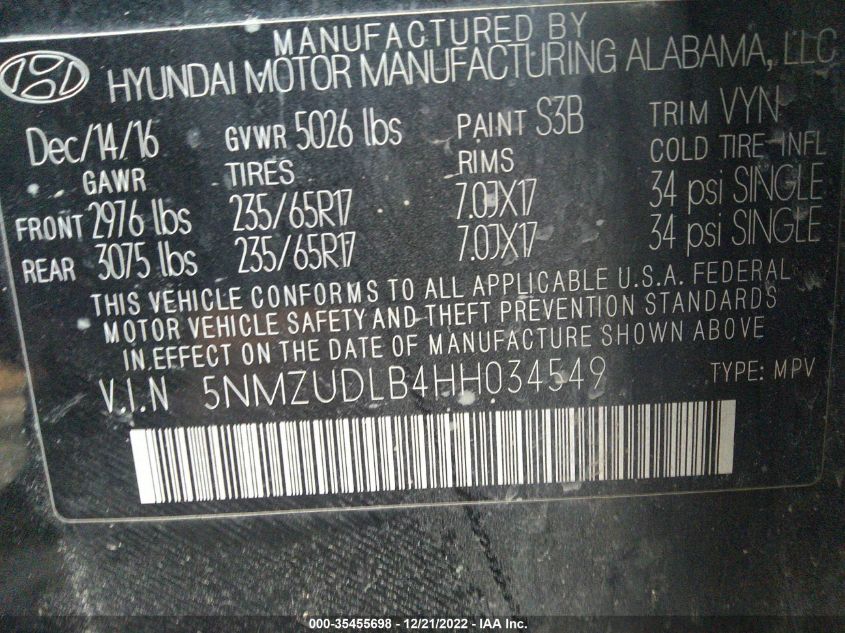 MANUFACTURED BY
HYUNDAI MOTOR MANUFACTURING ALABAMA, LLC
Dec/14/16 GVWR 5026 lbs PAINT S3B TRIM VYN
GAWR TIRES RIMS COLD TIRE INFL
FRONT 2976 lbs 235/65R17 7.0JX17 34 psi SINGLE
REAR 3075 lbs 235/65R17 7.0JX17 34 psi SINGLE
THIS VEHICLE CONFORMS TO ALL APPLICABLE U.S.A. FEDERAL
MOTOR VEHICLE SAFETY AND THEFT PREVENTION STANDARDS
IN EFFECT ON THE DATE OF MANUFACTURE SHOWN ABOVE
V.I.N 5NMZUDLB4HH034549 TYPE: MPV
000-35455698 - 12/21/2022 - IAA Inc.